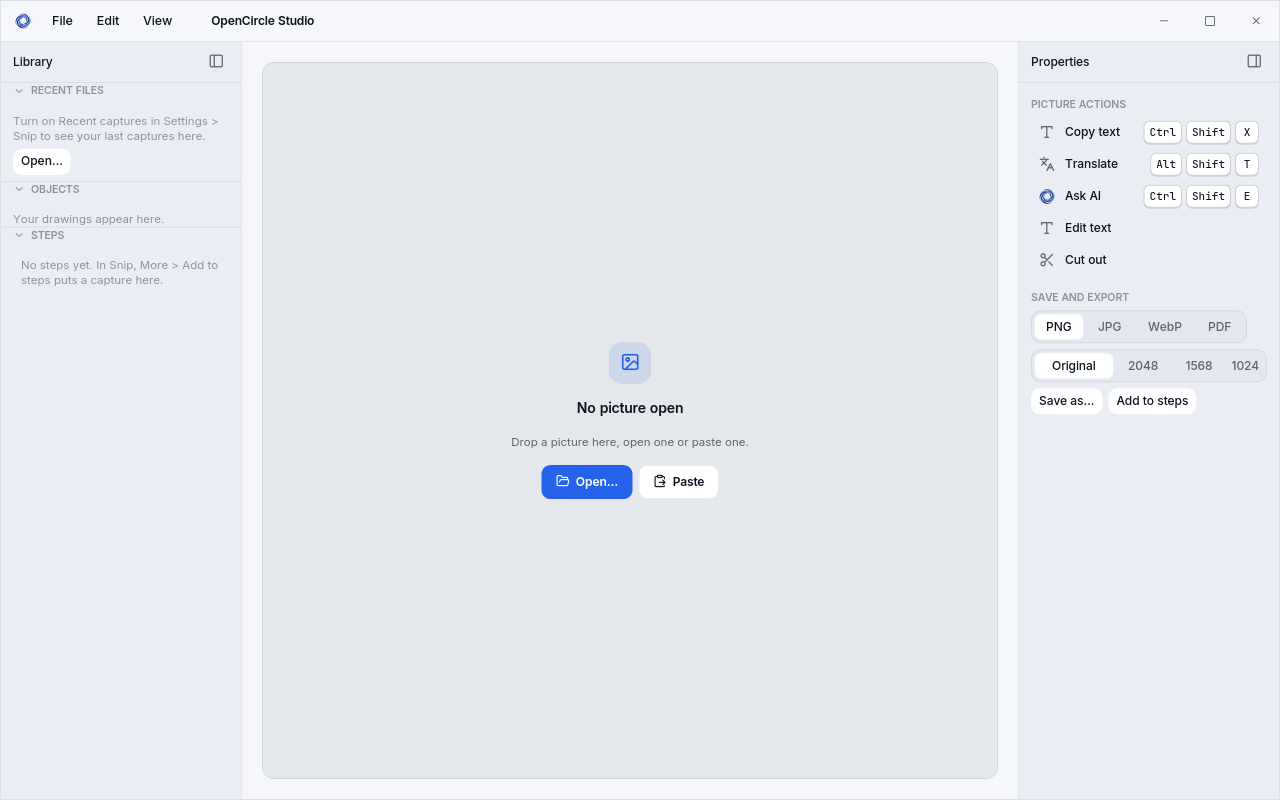 File Edit View OpenCircle Studio
Library
RECENT FILES
Turn on Recent captures in Settings >
Snip to see your last captures here.
Open...
OBJECTS
Your drawings appear here.
STEPS
No steps yet. In Snip, More > Add to
steps puts a capture here.
No picture open
Drop a picture here, open one or paste one.
Open... Paste
Properties
PICTURE ACTIONS
Copy text Ctrl Shift X
Translate Alt Shift T
Ask AI Ctrl Shift E
Edit text
Cut out
SAVE AND EXPORT
PNG JPG WebP PDF
Original 2048 1568 1024
Save as... Add to steps